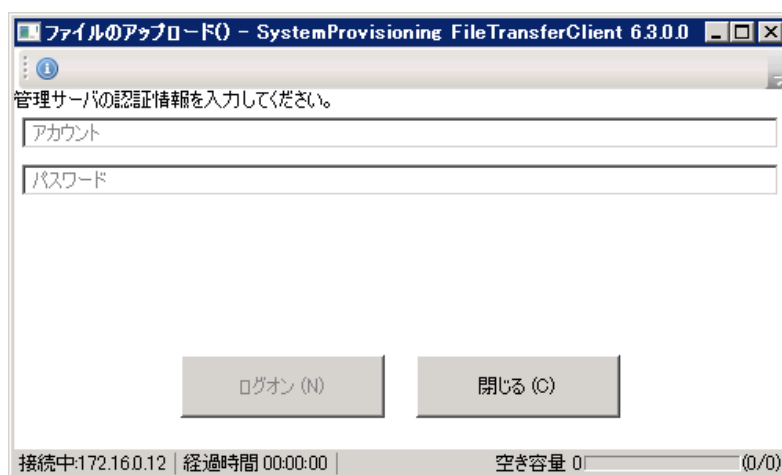 ファイルのアップロード() - SystemProvisioning FileTransferClient 6.3.0.0
管理サーバの認証情報を入力してください。
アカウント
パスワード
ログオン (N) 閉じる (C)
接続中:172.16.0.12 経過時間 00:00:00 空き容量 0 (0/0)